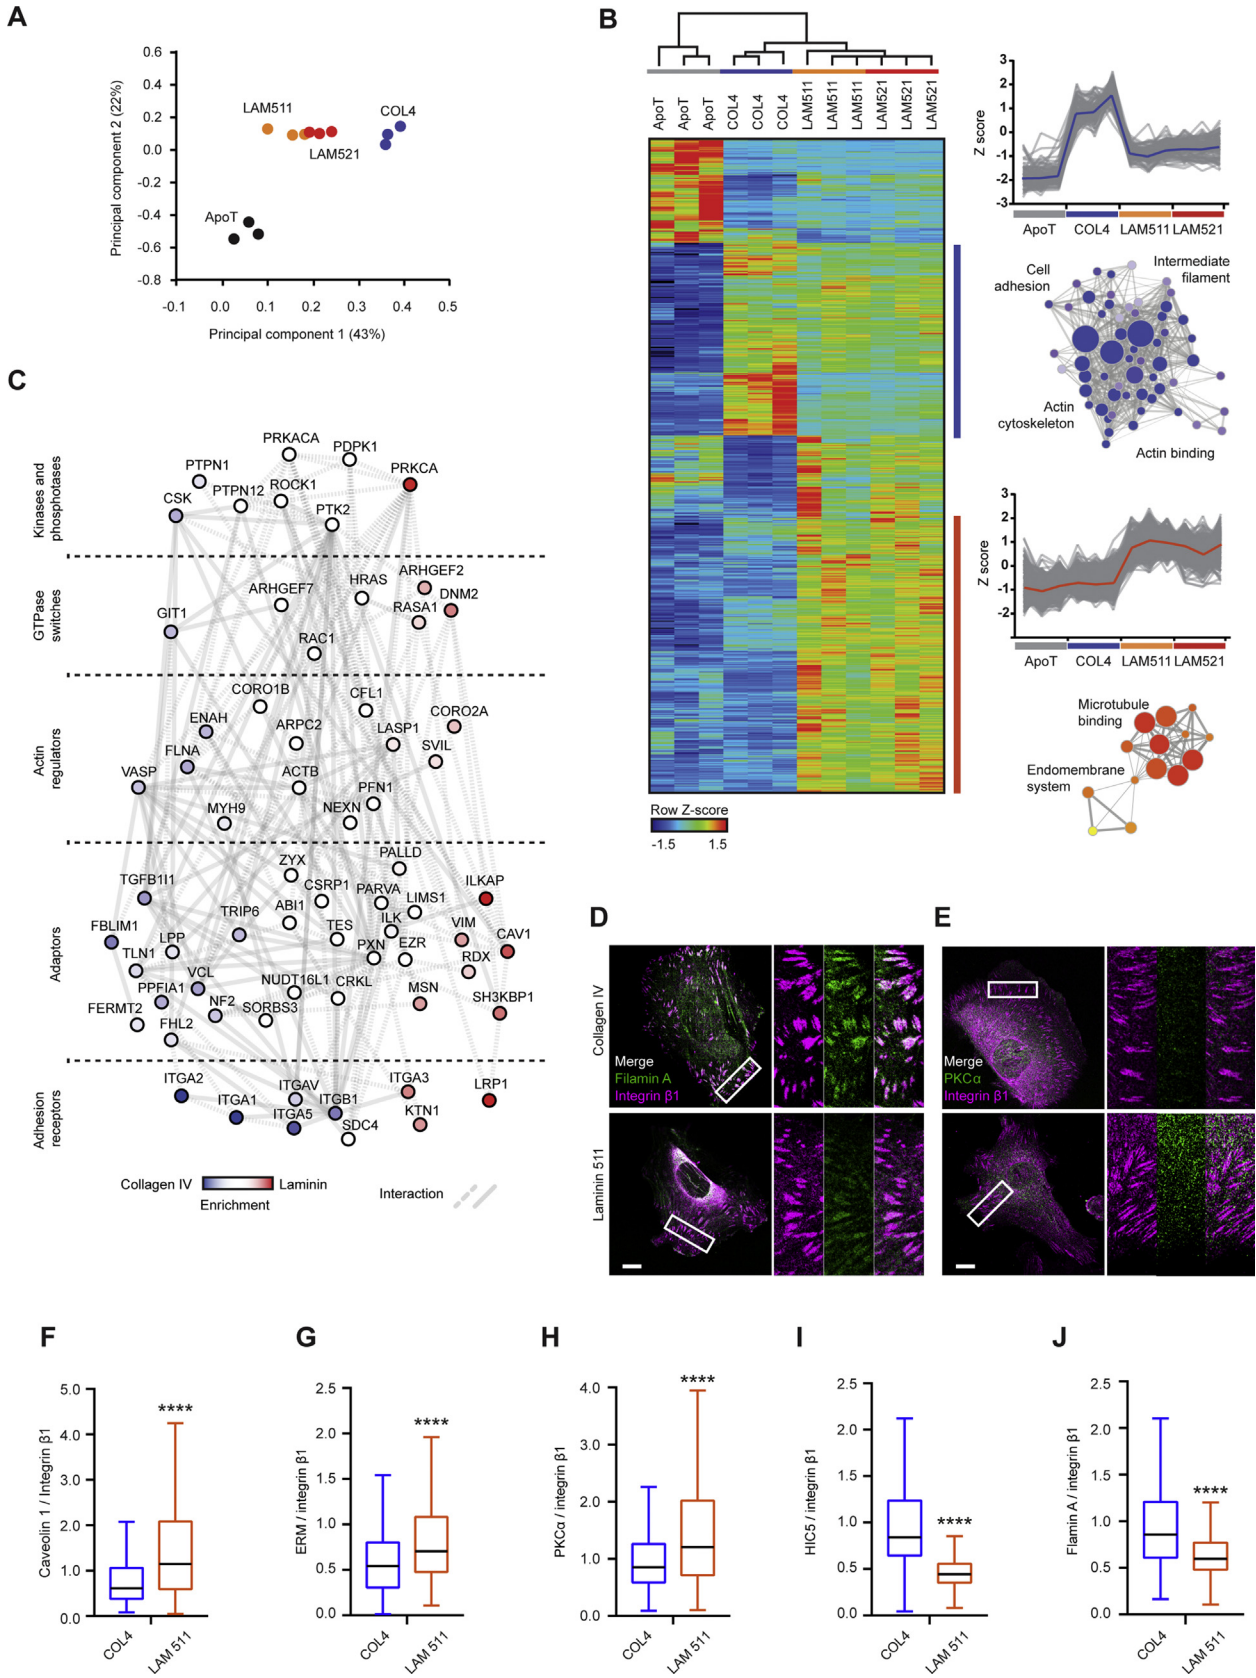 A
0.6
0.4
0.2
0.0
-0.2
-0.4
-0.6
-0.8
Principal component 2 (22%)
LAM511
COL4
LAM521
ApoT
-0.1
0.0
0.1
0.2
0.3
0.4
0.5
Principal component 1 (43%)
B
ApoT
ApoT
ApoT
COL4
COL4
COL4
LAM511
LAM511
LAM511
LAM521
LAM521
LAM521
Row Z-score
-1.5
1.5
3
2
1
0
-1
-2
-3
Z score
ApoT
COL4
LAM511
LAM521
Cell
adhesion
Intermediate
filament
Actin
cytoskeleton
Actin binding
3
2
1
0
-1
-2
Z score
ApoT
COL4
LAM511
LAM521
Microtubule
binding
Endomembrane
system
C
Kinases and
phosphotases
PRKACA
PDPK1
PTPN1
PRKCA
PTPN12
ROCK1
CSK
PTK2
GTPase
switches
ARHGEF7
HRAS
ARHGEF2
DNM2
GIT1
RASA1
RAC1
Actin
regulators
CORO1B
CFL1
ENAH
ARPC2
CORO2A
LASP1
FLNA
SVIL
VASP
ACTB
PFN1
MYH9
NEXN
Adaptors
ZYX
PALLD
TGFB1I1
CSRP1
PARVA
ILKAP
TRIP6
ABI1
LIMS1
FBLIM1
TES
ILK
VIM
CAV1
LPP
TLN1
PXN
EZR
RDX
PPFIA1
VCL
NUDT16L1
CRKL
MSN
SH3KBP1
FERMT2
NF2
SORBS3
FHL2
Adhesion
receptors
ITGA2
ITGAV
ITGA3
LRP1
ITGA1
ITGA5
ITGB1
KTN1
SDC4
Collagen IV
Laminin
Enrichment
Interaction
D
Collagen IV
Merge
Filamin A
Integrin β1
Laminin 511
E
Merge
PKCα
Integrin β1
F
5.0
4.0
3.0
2.0
1.0
0.0
Caveolin 1 / Integrin β1
****
COL4
LAM 511
G
2.5
2.0
1.5
1.0
0.5
0.0
ERM / integrin β1
****
COL4
LAM 511
H
4.0
3.0
2.0
1.0
0.0
PKCα / integrin β1
****
COL4
LAM 511
I
2.5
2.0
1.5
1.0
0.5
0.0
HIC5 / integrin β1
****
COL4
LAM 511
J
2.5
2.0
1.5
1.0
0.5
0.0
Flamin A / integrin β1
****
COL4
LAM 511